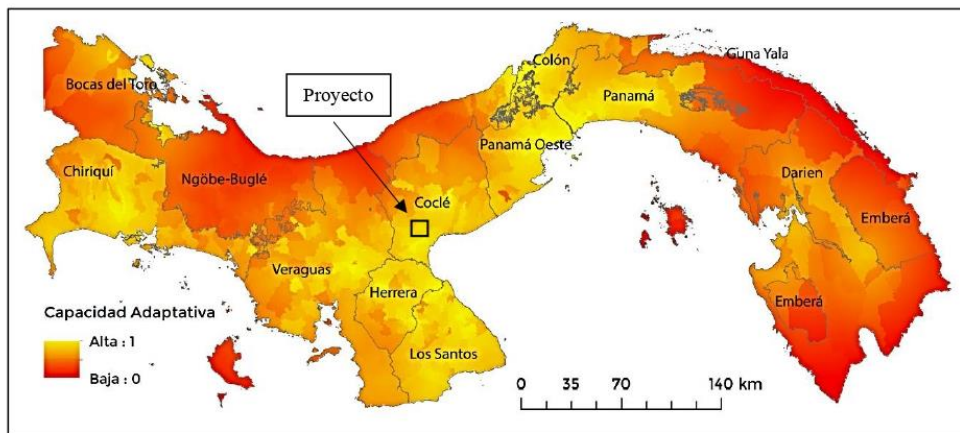 Guna Yala
Colón
Bocas del Toro
Proyecto
Panamá
Panamá Oeste
Chiriquí
Ngöbe-Buglé
Darien
Coclé
Emberá
Veraguas
Herrera
Emberá
Capacidad Adaptativa
Los Santos
Alta : 1
Baja : 0
0 35 70 140 km